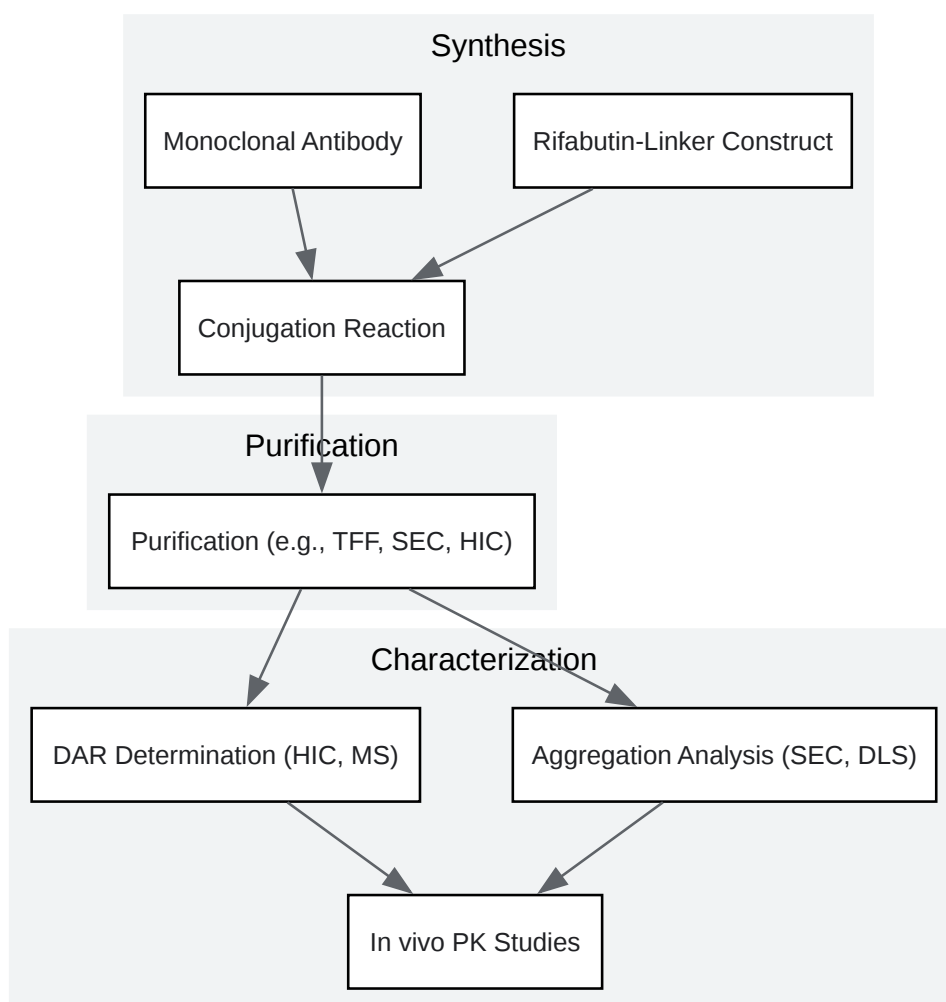 Synthesis
Monoclonal Antibody
Rifabutin-Linker Construct
Conjugation Reaction
Purification
Purification (e.g., TFF, SEC, HIC)
Characterization
DAR Determination (HIC, MS)
Aggregation Analysis (SEC, DLS)
In vivo PK Studies